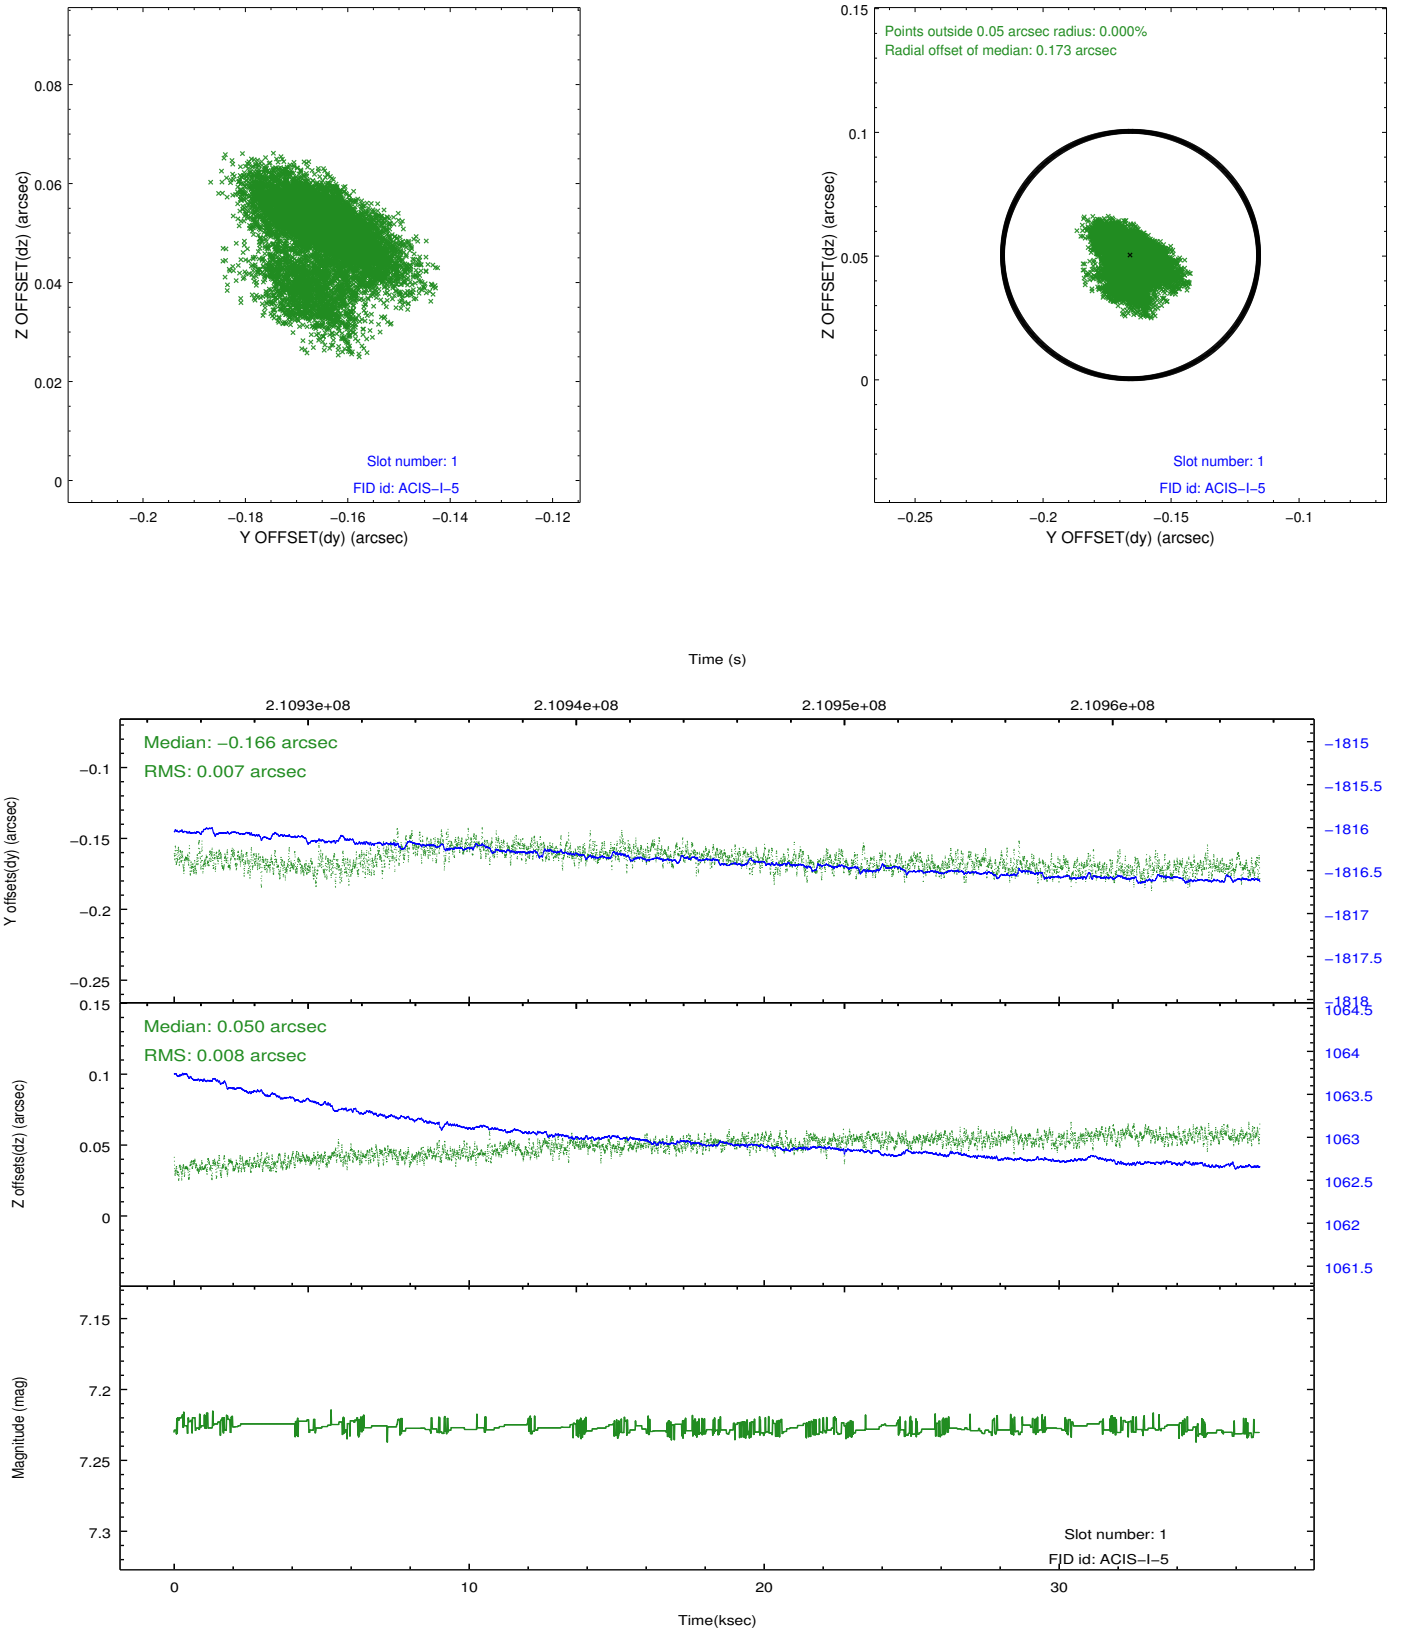 0.08
0.06
0.04
0.02
0
Z OFFSET(dz) (arcsec)
Slot number: 1
FID id: ACIS−I−5
−0.2
−0.18
−0.16
−0.14
−0.12
Y OFFSET(dy) (arcsec)
0.15
0.1
0.05
0
Z OFFSET(dz) (arcsec)
Points outside 0.05 arcsec radius: 0.000%
Radial offset of median: 0.173 arcsec
Slot number: 1
FID id: ACIS−I−5
−0.25
−0.2
−0.15
−0.1
Y OFFSET(dy) (arcsec)
Time (s)
2.1093e+08
2.1094e+08
2.1095e+08
2.1096e+08
Median: −0.166 arcsec
RMS: 0.007 arcsec
−0.1
−0.15
−0.2
−0.25
Y offsets(dy) (arcsec)
−1815
−1815.5
−1816
−1816.5
−1817
−1817.5
−1818
Median: 0.050 arcsec
RMS: 0.008 arcsec
0.15
0.1
0.05
0
Z offsets(dz) (arcsec)
1064.5
1064
1063.5
1063
1062.5
1062
1061.5
7.15
7.2
7.25
7.3
Magnitude (mag)
Slot number: 1
FID id: ACIS−I−5
0
10
20
30
Time(ksec)